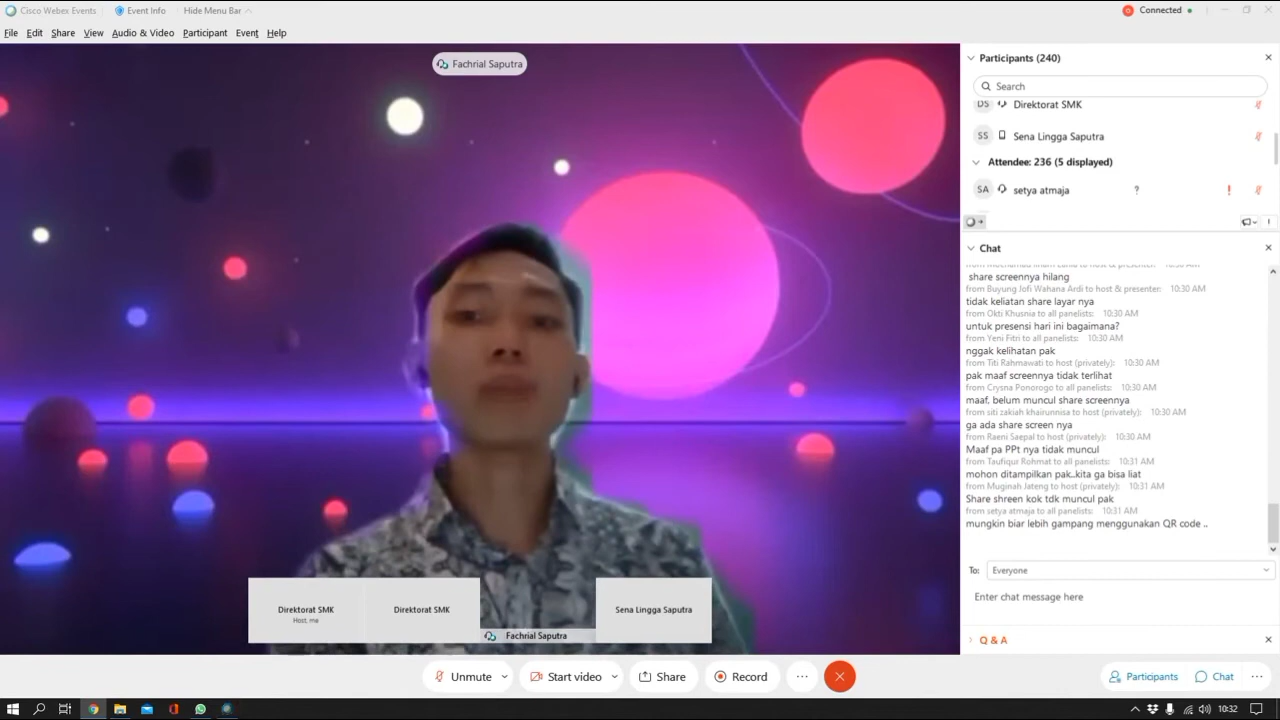 Cisco Webex Events
Event Info
Hide Menu Bar
Connected
File Edit Share View Audio & Video Participant Event Help
Fachrial Saputra
Participants (240)
Search
DS Direktorat SMK
SS Sena Lingga Saputra
Attendee: 236 (5 displayed)
SA setya atmaja ? !
Chat
share screennya hilang
from Buyung Jofi Wahana Ardi to host & presenter: 10:30 AM
tidak keliatan share layar nya
from Okti Khusnia to all panelists: 10:30 AM
untuk presensi hari ini bagaimana?
from Yeni Fitri to all panelists: 10:30 AM
nggak kelihatan pak
from Titi Rahmawati to host (privately): 10:30 AM
pak maaf screennya tidak terlihat
from Crysna Ponorogo to all panelists: 10:30 AM
maaf, belum muncul share screennya
from siti zakiah khairunnisa to host (privately): 10:30 AM
ga ada share screen nya
from Raeni Saepal to host (privately): 10:30 AM
Maaf pa PPt nya tidak muncul
from Taufiqur Rohmat to all panelists: 10:31 AM
mohon ditampilkan pak..kita ga bisa liat
from Muginah Jateng to host (privately): 10:31 AM
Share shreen kok tdk muncul pak
from setya atmaja to all panelists: 10:31 AM
mungkin biar lebih gampang menggunakan QR code ..
To: Everyone
Enter chat message here
Q & A
Direktorat SMK
Host, me
Direktorat SMK
Fachrial Saputra
Sena Lingga Saputra
Unmute
Start video
Share
Record
Participants
Chat
10:32